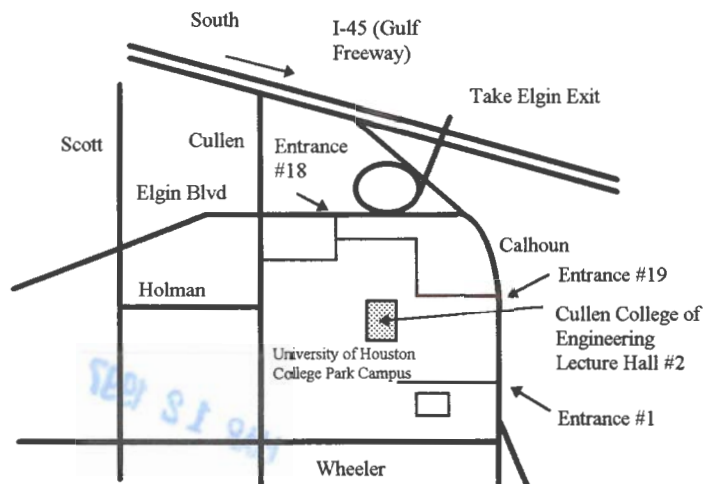 South
I-45 (Gulf
Freeway)
Take Elgin Exit
Scott
Cullen
Entrance
#18
Elgin Blvd
Calhoun
Entrance #19
Holman
Cullen College of
Engineering
Lecture Hall #2
University of Houston
College Park Campus
Entrance #1
Wheeler